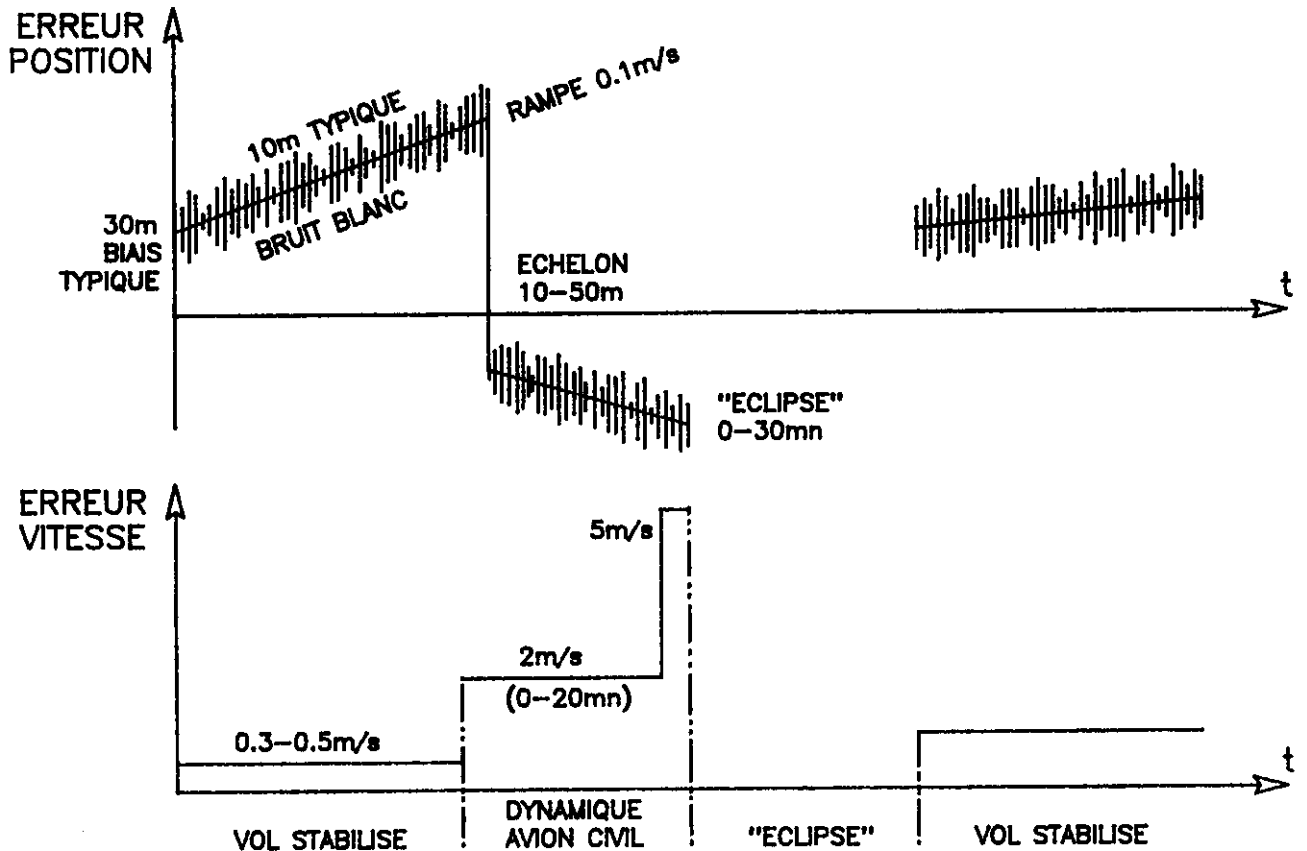 ERREUR
POSITION
10m TYPIQUE
RAMPE 0.1m/s
BRUIT BLANC
30m
BIAIS
TYPIQUE
ECHELON
10-50m
t
"ECLIPSE"
0-30mn
ERREUR
VITESSE
5m/s
2m/s
(0-20mn)
0.3-0.5m/s
t
VOL STABILISE
DYNAMIQUE
AVION CIVIL
"ECLIPSE"
VOL STABILISE